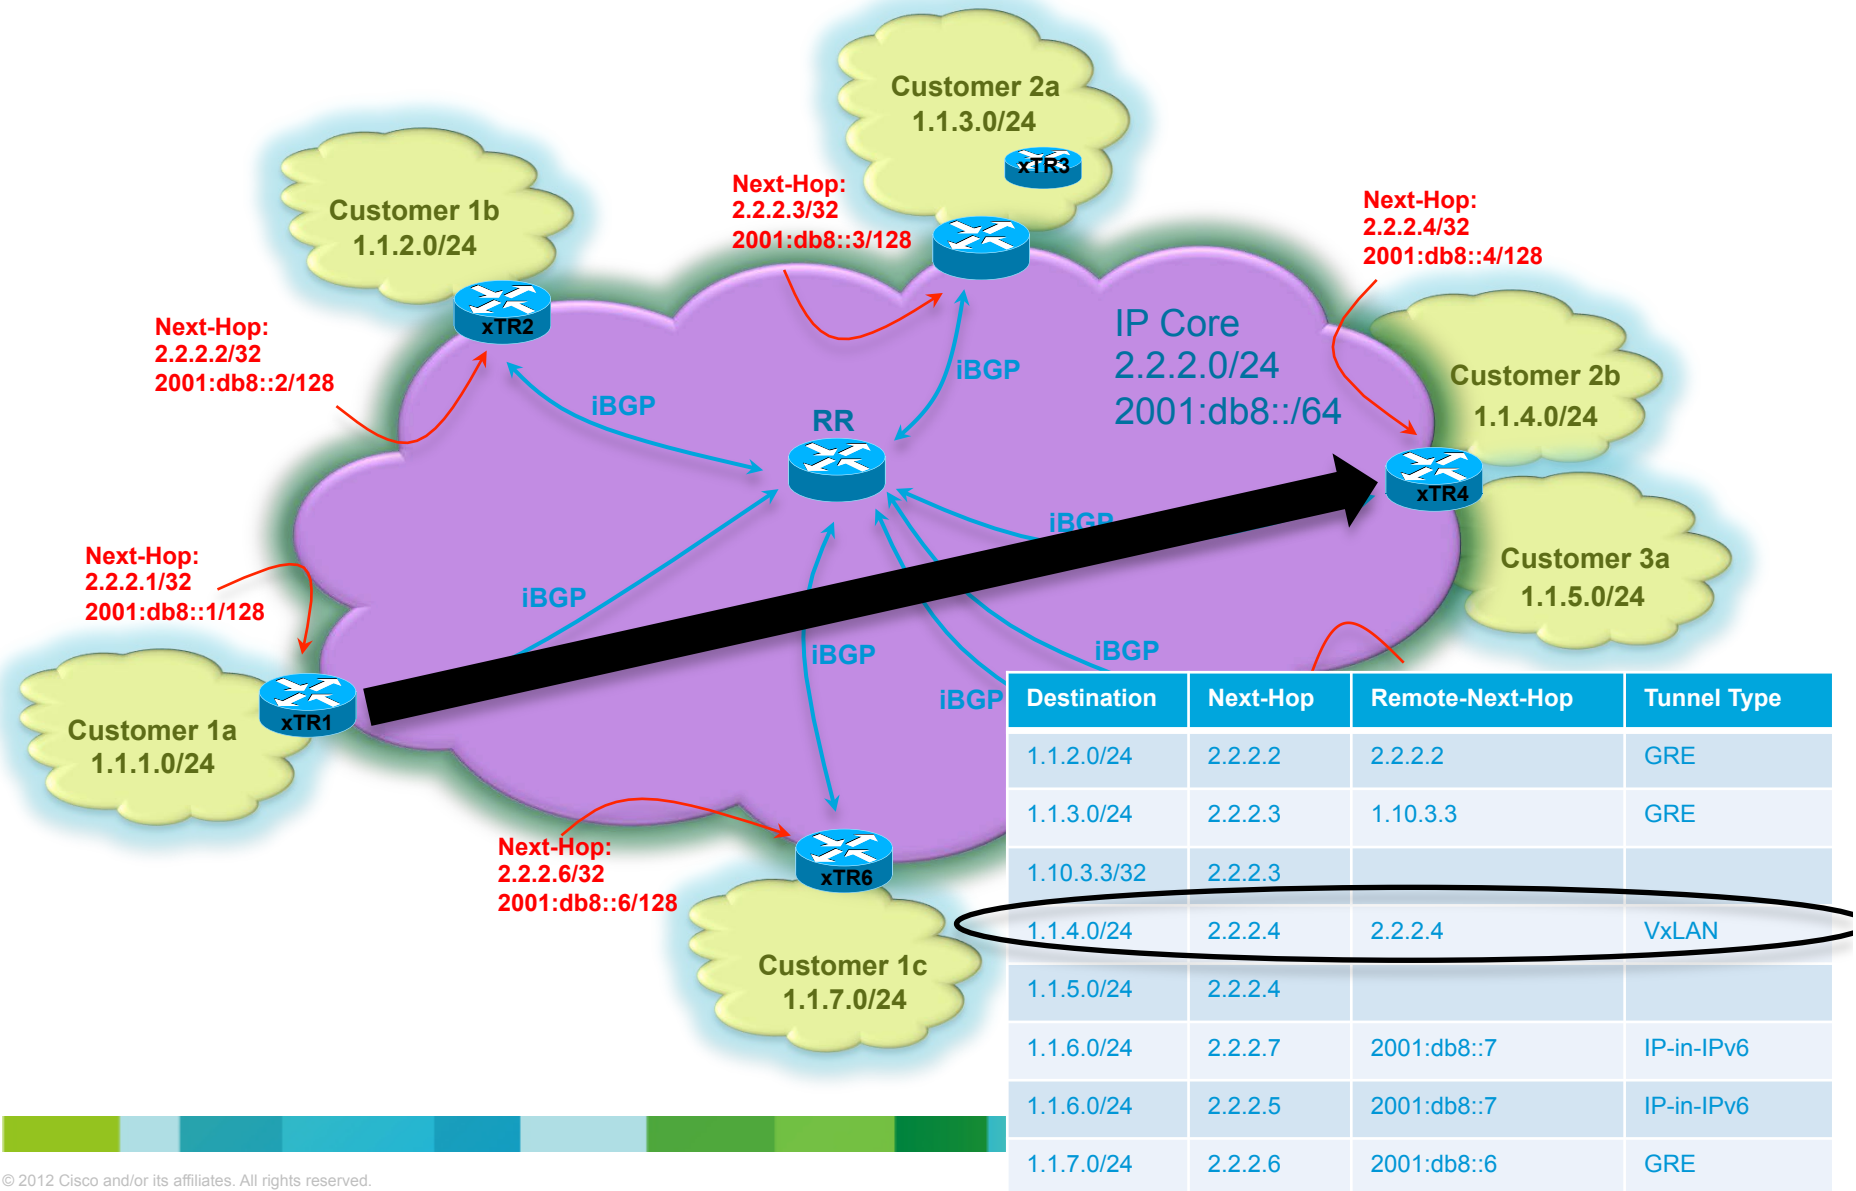 Customer 2a
1.1.3.0/24
xTR3
Customer 1b
1.1.2.0/24
xTR2
Next-Hop:
2.2.2.3/32
2001:db8::3/128
Next-Hop:
2.2.2.4/32
2001:db8::4/128
Next-Hop:
2.2.2.2/32
2001:db8::2/128
IP Core
2.2.2.0/24
2001:db8::/64
iBGP
iBGP
RR
Customer 2b
1.1.4.0/24
xTR4
iBGP
Customer 3a
1.1.5.0/24
Next-Hop:
2.2.2.1/32
2001:db8::1/128
iBGP
iBGP
iBGP
iBGP
xTR1
Customer 1a
1.1.1.0/24
Next-Hop:
2.2.2.6/32
2001:db8::6/128
xTR6
Customer 1c
1.1.7.0/24
Destination Next-Hop Remote-Next-Hop Tunnel Type
1.1.2.0/24 2.2.2.2 2.2.2.2 GRE
1.1.3.0/24 2.2.2.3 1.10.3.3 GRE
1.10.3.3/32 2.2.2.3
1.1.4.0/24 2.2.2.4 2.2.2.4 VxLAN
1.1.5.0/24 2.2.2.4
1.1.6.0/24 2.2.2.7 2001:db8::7 IP-in-IPv6
1.1.6.0/24 2.2.2.5 2001:db8::7 IP-in-IPv6
1.1.7.0/24 2.2.2.6 2001:db8::6 GRE
© 2012 Cisco and/or its affiliates. All rights reserved.